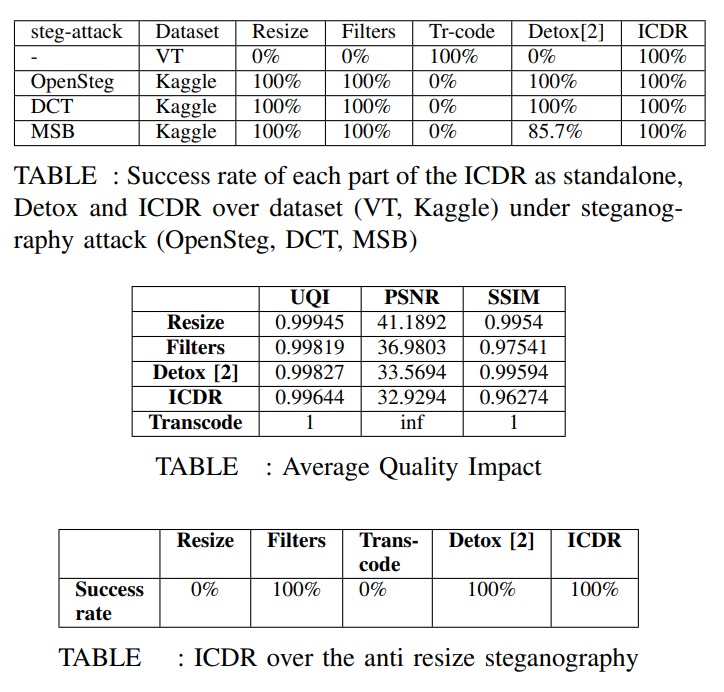 steg-attack Dataset Resize Filters Tr-code Detox[2] ICDR
- VT 0% 0% 100% 0% 100%
OpenSteg Kaggle 100% 100% 0% 100% 100%
DCT Kaggle 100% 100% 0% 100% 100%
MSB Kaggle 100% 100% 0% 85.7% 100%
TABLE : Success rate of each part of the ICDR as standalone,
Detox and ICDR over dataset (VT, Kaggle) under steganog-
raphy attack (OpenSteg, DCT, MSB)
UQI PSNR SSIM
Resize 0.99945 41.1892 0.9954
Filters 0.99819 36.9803 0.97541
Detox [2] 0.99827 33.5694 0.99594
ICDR 0.99644 32.9294 0.96274
Transcode 1 inf 1
TABLE : Average Quality Impact
Resize Filters Trans- Detox [2] ICDR
code
Success 0% 100% 0% 100% 100%
rate
TABLE : ICDR over the anti resize steganography